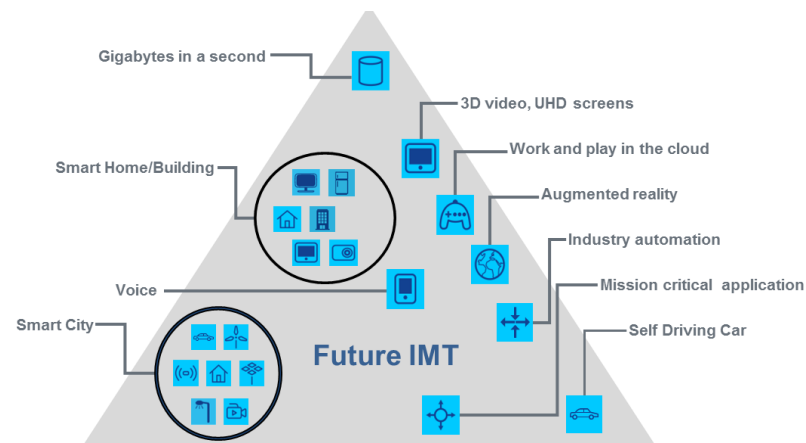 Gigabytes in a second
3D video, UHD screens
Work and play in the cloud
Smart Home/Building
Augmented reality
Industry automation
Mission critical application
Voice
Smart City
Self Driving Car
Future IMT